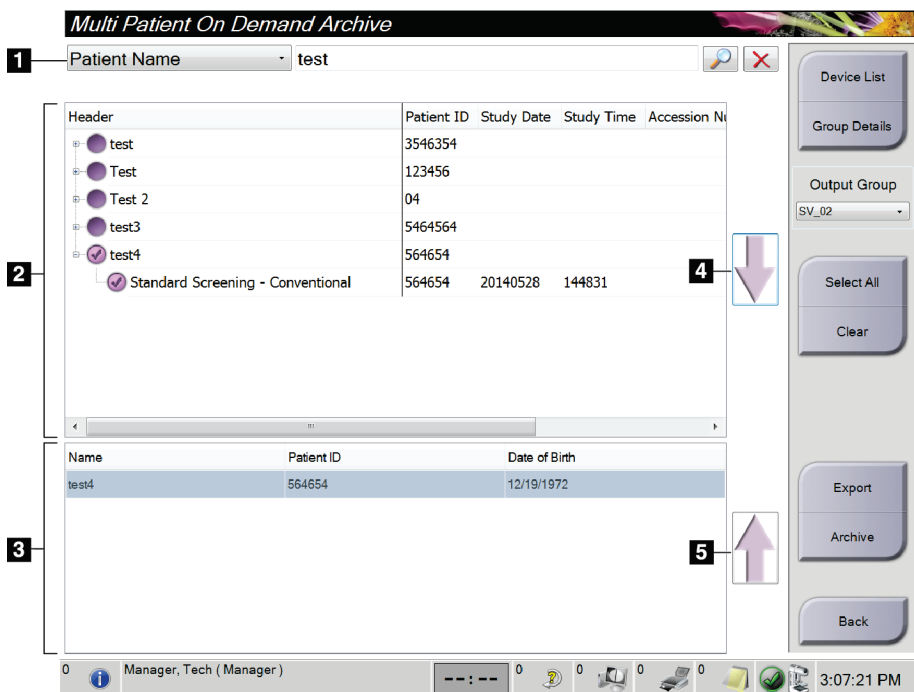 Multi Patient On Demand Archive
1
Patient Name
test
Device List
Group Details
Output Group
SV_02
Select All
Clear
Export
Archive
Back
2
Header Patient ID Study Date Study Time Accession Nu
test 3546354
Test 123456
Test 2 04
test3 5464564
test4 564654
Standard Screening - Conventional 564654 20140528 144831
4
3
Name Patient ID Date of Birth
test4 564654 12/19/1972
5
0 Manager, Tech ( Manager ) --:-- 0 0 0 0 3:07:21 PM